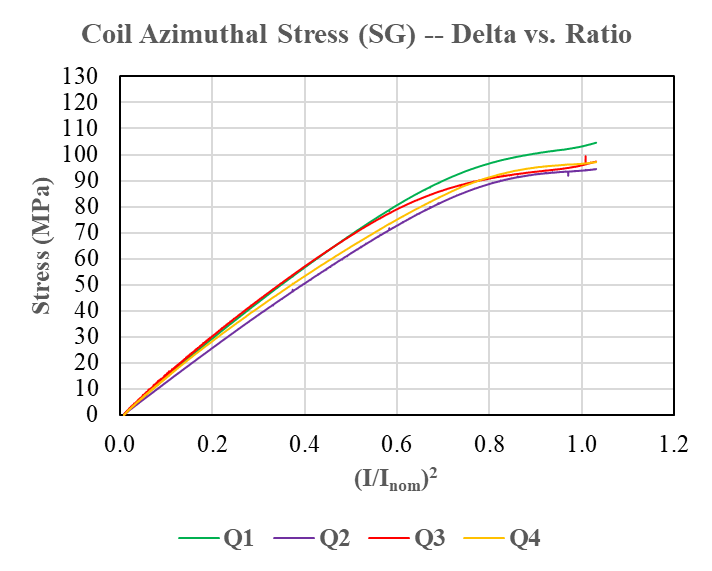 Coil Azimuthal Stress (SG) -- Delta vs. Ratio
130
120
110
100
90
80
70
60
50
40
30
20
10
0
Stress (MPa)
0.0 0.2 0.4 0.6 0.8 1.0 1.2
(I/Inom)²
Q1 Q2 Q3 Q4